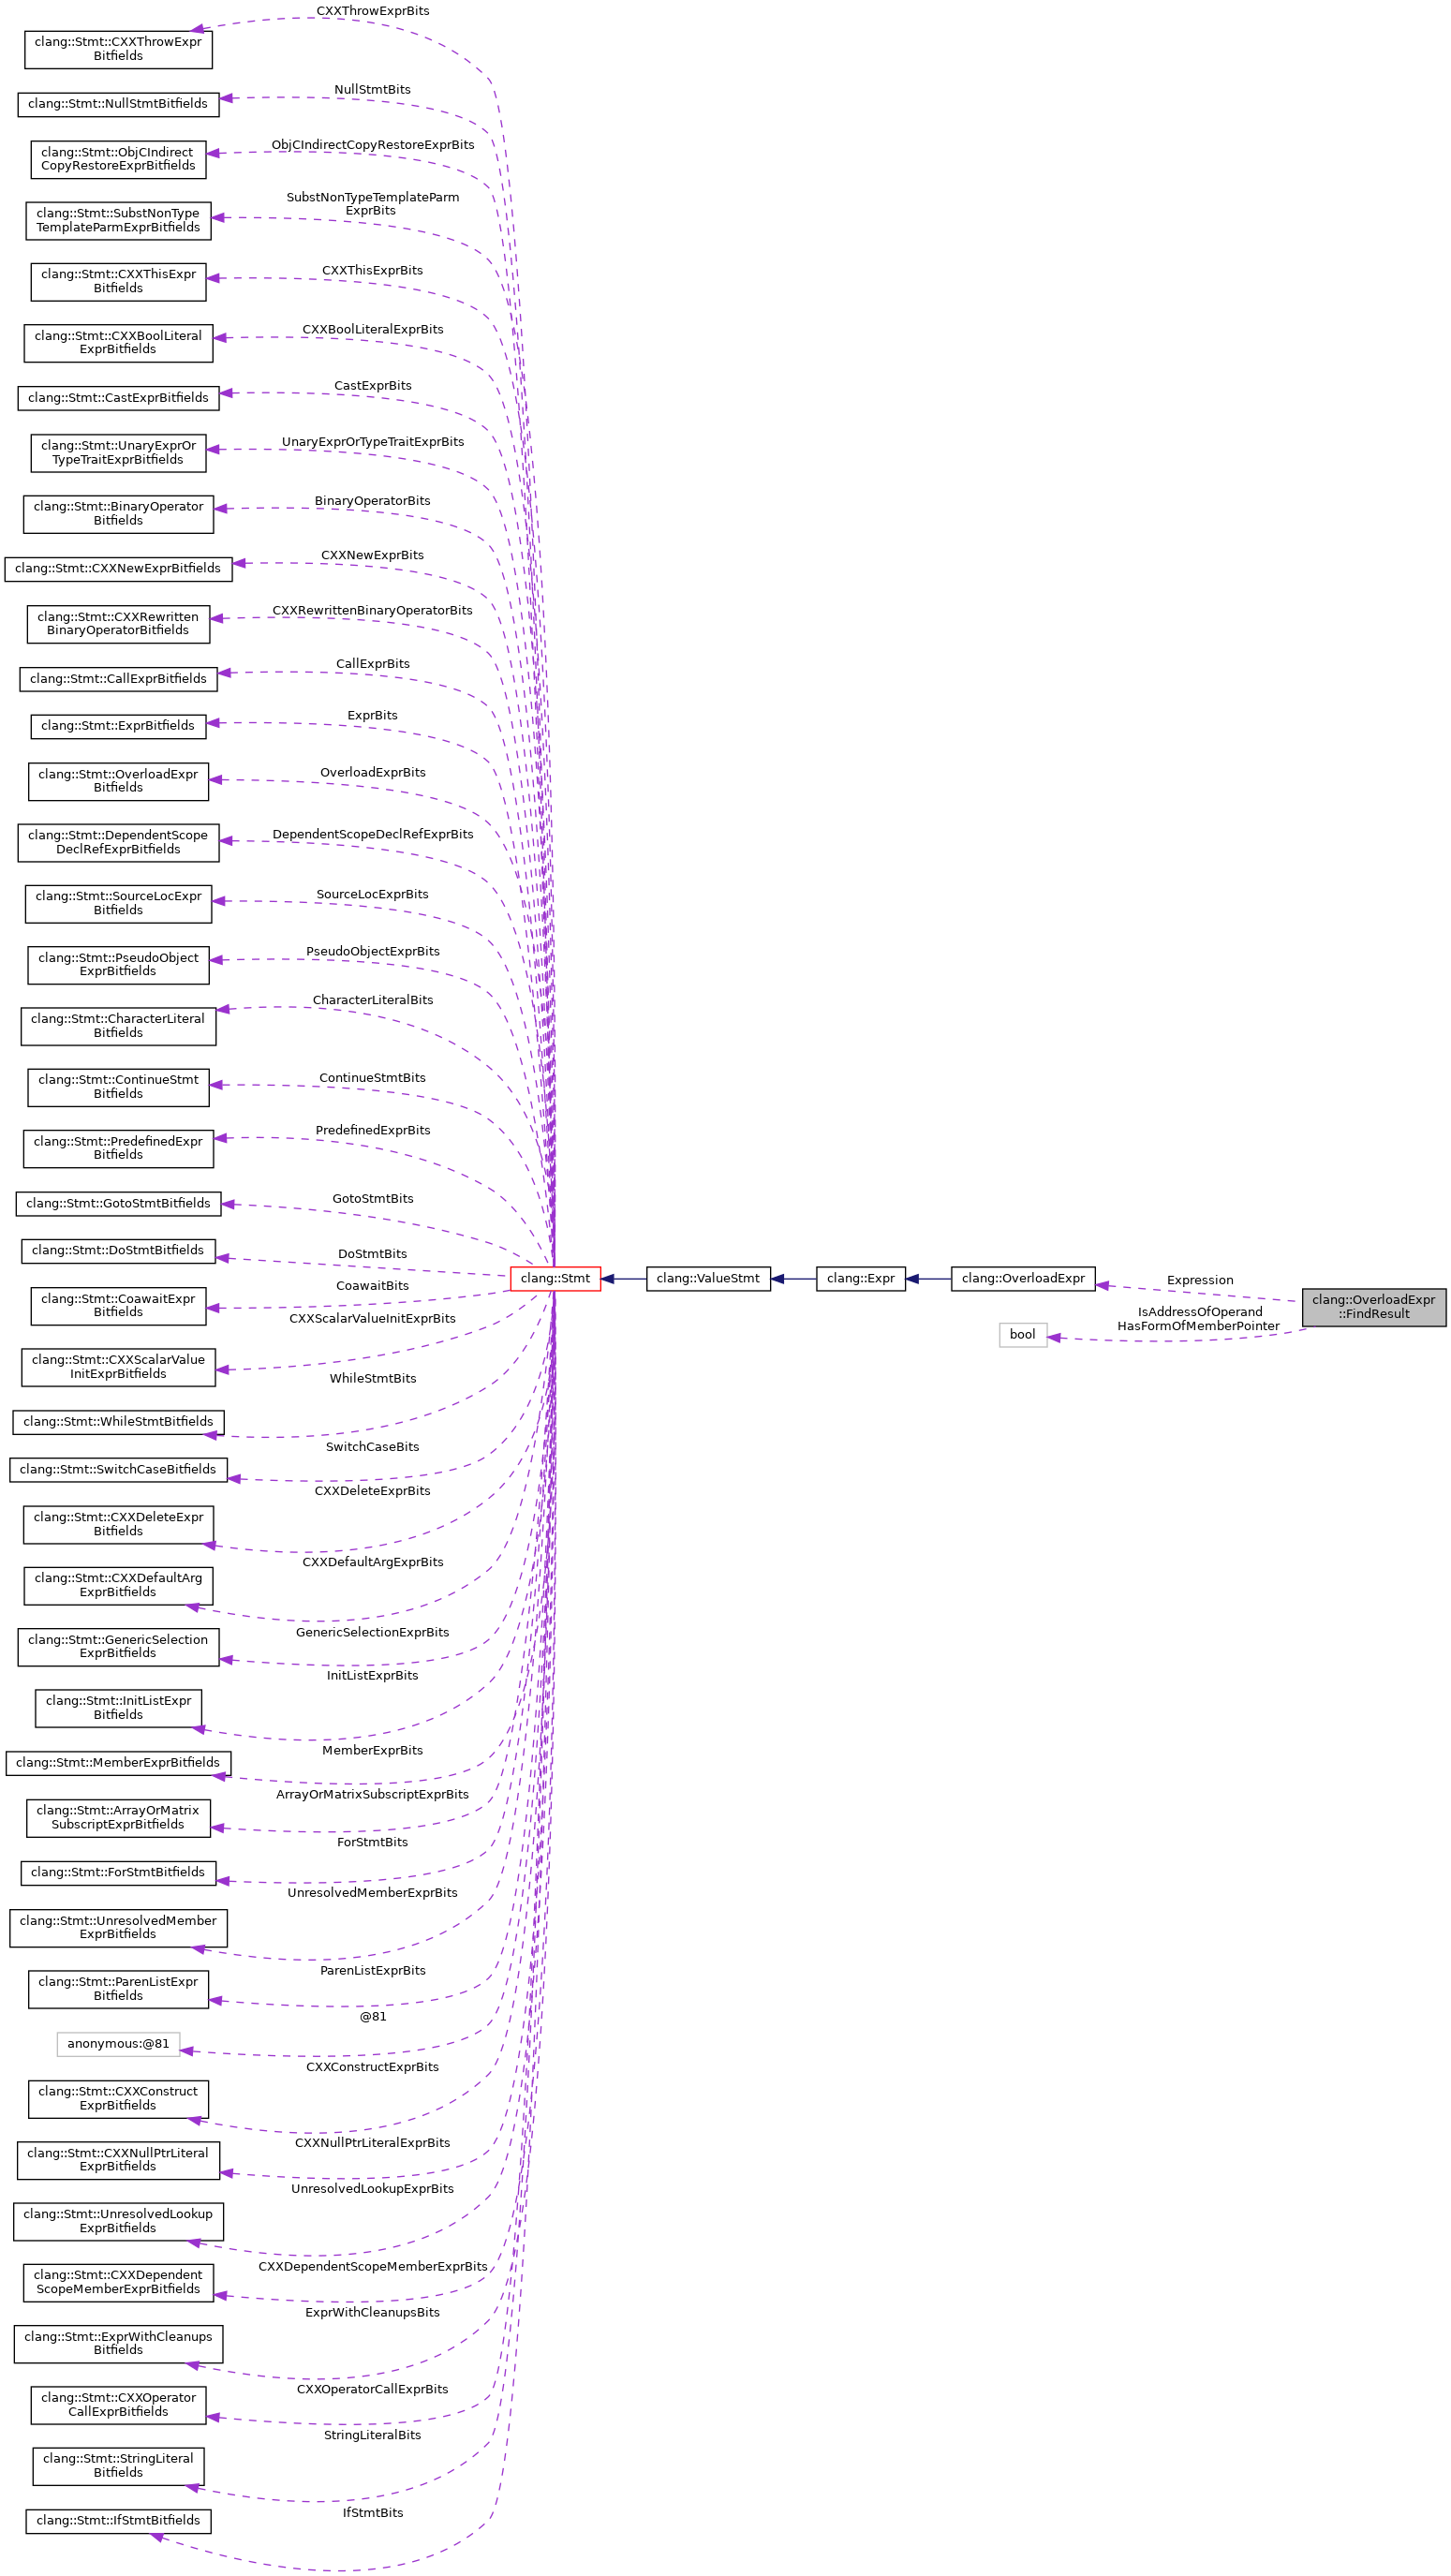 CXXThrowExprBits
clang::Stmt::CXXThrowExpr
Bitfields
NullStmtBits
clang::Stmt::NullStmtBitfields
ObjCIndirectCopyRestoreExprBits
clang::Stmt::ObjCIndirect
CopyRestoreExprBitfields
SubstNonTypeTemplateParm
ExprBits
clang::Stmt::SubstNonType
TemplateParmExprBitfields
CXXThisExprBits
clang::Stmt::CXXThisExpr
Bitfields
CXXBoolLiteralExprBits
clang::Stmt::CXXBoolLiteral
ExprBitfields
CastExprBits
clang::Stmt::CastExprBitfields
UnaryExprOrTypeTraitExprBits
clang::Stmt::UnaryExprOr
TypeTraitExprBitfields
BinaryOperatorBits
clang::Stmt::BinaryOperator
Bitfields
CXXNewExprBits
clang::Stmt::CXXNewExprBitfields
CXXRewrittenBinaryOperatorBits
clang::Stmt::CXXRewritten
BinaryOperatorBitfields
CallExprBits
clang::Stmt::CallExprBitfields
ExprBits
clang::Stmt::ExprBitfields
OverloadExprBits
clang::Stmt::OverloadExpr
Bitfields
DependentScopeDeclRefExprBits
clang::Stmt::DependentScope
DeclRefExprBitfields
SourceLocExprBits
clang::Stmt::SourceLocExpr
Bitfields
PseudoObjectExprBits
clang::Stmt::PseudoObject
ExprBitfields
CharacterLiteralBits
clang::Stmt::CharacterLiteral
Bitfields
ContinueStmtBits
clang::Stmt::ContinueStmt
Bitfields
PredefinedExprBits
clang::Stmt::PredefinedExpr
Bitfields
GotoStmtBits
clang::Stmt::GotoStmtBitfields
DoStmtBits
clang::Stmt::DoStmtBitfields
clang::Stmt
clang::ValueStmt
clang::Expr
clang::OverloadExpr
Expression
clang::OverloadExpr
::FindResult
IsAddressOfOperand
HasFormOfMemberPointer
bool
CoawaitBits
clang::Stmt::CoawaitExpr
Bitfields
CXXScalarValueInitExprBits
clang::Stmt::CXXScalarValue
InitExprBitfields
WhileStmtBits
clang::Stmt::WhileStmtBitfields
SwitchCaseBits
clang::Stmt::SwitchCaseBitfields
CXXDeleteExprBits
clang::Stmt::CXXDeleteExpr
Bitfields
CXXDefaultArgExprBits
clang::Stmt::CXXDefaultArg
ExprBitfields
GenericSelectionExprBits
clang::Stmt::GenericSelection
ExprBitfields
InitListExprBits
clang::Stmt::InitListExpr
Bitfields
MemberExprBits
clang::Stmt::MemberExprBitfields
ArrayOrMatrixSubscriptExprBits
clang::Stmt::ArrayOrMatrix
SubscriptExprBitfields
ForStmtBits
clang::Stmt::ForStmtBitfields
UnresolvedMemberExprBits
clang::Stmt::UnresolvedMember
ExprBitfields
ParenListExprBits
clang::Stmt::ParenListExpr
Bitfields
@81
anonymous:@81
CXXConstructExprBits
clang::Stmt::CXXConstruct
ExprBitfields
CXXNullPtrLiteralExprBits
clang::Stmt::CXXNullPtrLiteral
ExprBitfields
UnresolvedLookupExprBits
clang::Stmt::UnresolvedLookup
ExprBitfields
CXXDependentScopeMemberExprBits
clang::Stmt::CXXDependent
ScopeMemberExprBitfields
ExprWithCleanupsBits
clang::Stmt::ExprWithCleanups
Bitfields
CXXOperatorCallExprBits
clang::Stmt::CXXOperator
CallExprBitfields
StringLiteralBits
clang::Stmt::StringLiteral
Bitfields
IfStmtBits
clang::Stmt::IfStmtBitfields